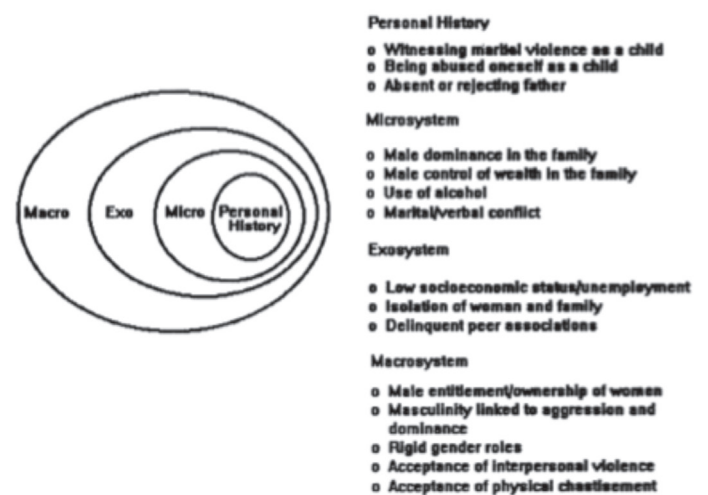 Personal History
o Witnessing martiel violence as a child
o Being abused oneself as a child
o Absent or rejecting father
Microsystem
o Male dominance in the family
o Male control of wealth in the family
o Use of alcohol
o Marital/verbal conflict
Exosystem
o Low socioeconomic status/unemployment
o Isolation of woman and family
o Delinquent peer associations
Macrosystem
o Male entitlement/ownership of women
o Masculinity linked to aggression and
dominance
o Rigid gender roles
o Acceptance of interpersonal violence
o Acceptance of physical chastisement
Macro
Exo
Micro
Personal
History